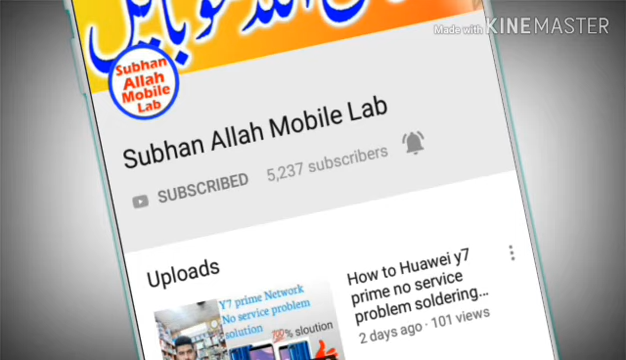 اللہ موبائل
Made with KINEMASTER
Subhan
Allah
Mobile
Lab
Subhan Allah Mobile Lab
SUBSCRIBED 5,237 subscribers
Uploads
Y7 prime Network
No service problem
solution
💯% sloution
How to Huawei y7
prime no service
problem soldering...
2 days ago · 101 views